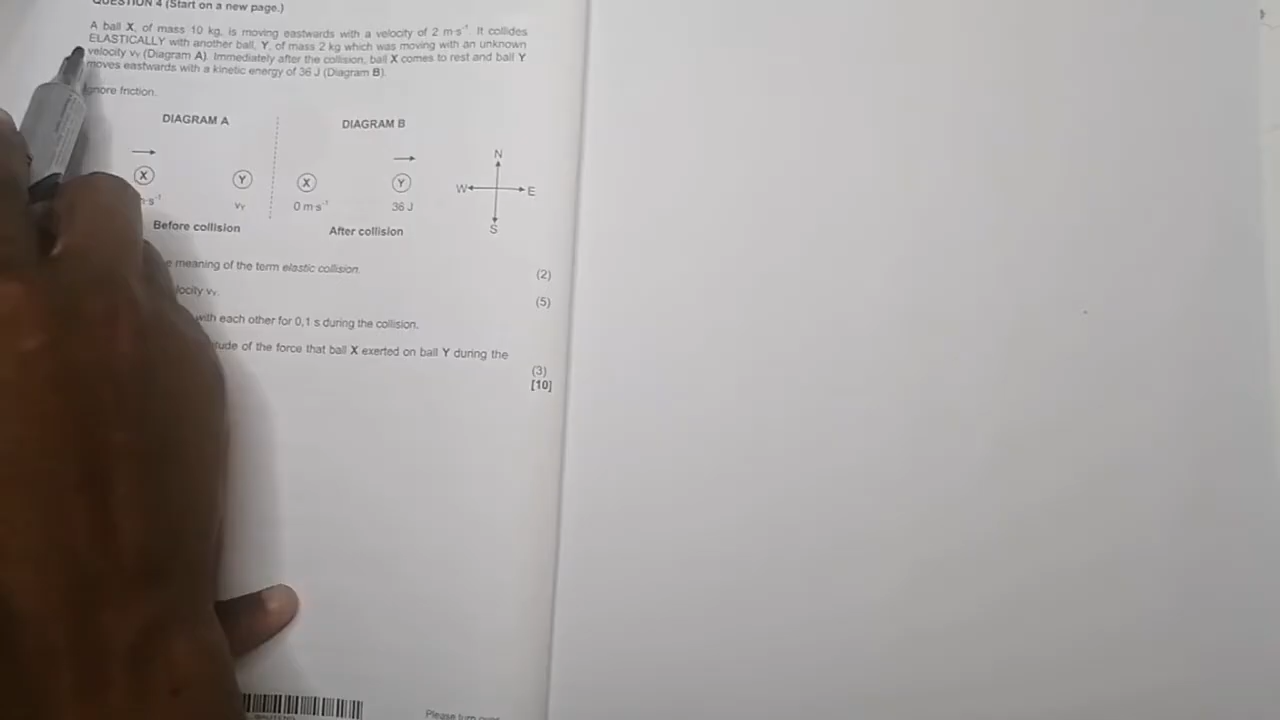 QUESTION 4 (Start on a new page.)
A ball X, of mass 10 kg, is moving eastwards with a velocity of 2 m·s⁻¹. It collides
ELASTICALLY with another ball, Y, of mass 2 kg which was moving with an unknown
velocity vY (Diagram A). Immediately after the collision, ball X comes to rest and ball Y
moves eastwards with a kinetic energy of 36 J (Diagram B).
Ignore friction.
DIAGRAM A DIAGRAM B
N
X Y X Y
W E
m·s⁻¹ vY 0 m·s⁻¹ 36 J
S
Before collision After collision
meaning of the term elastic collision. (2)
vY. (5)
with each other for 0,1 s during the collision.
of the force that ball X exerted on ball Y during the
(3)
[10]
Please turn over